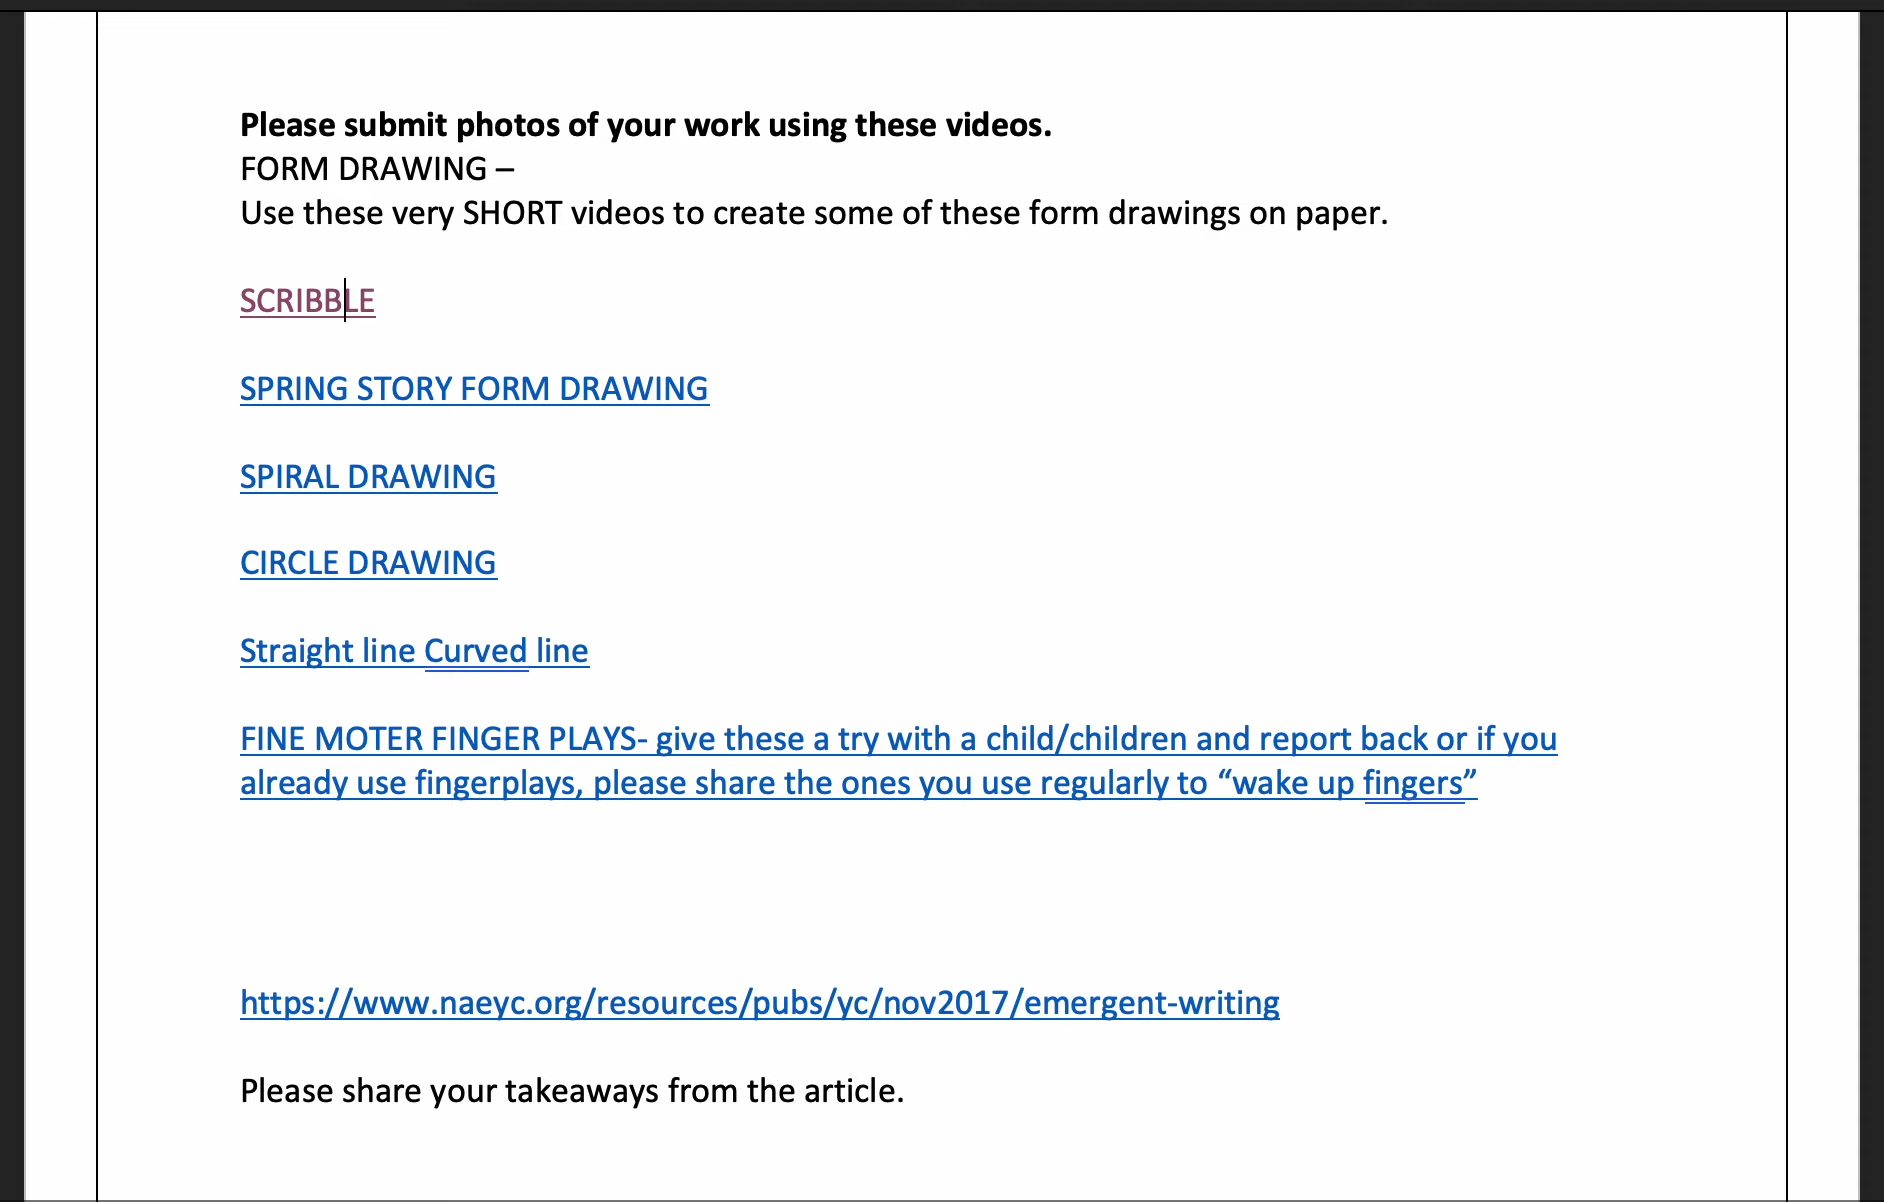 Please submit photos of your work using these videos.
FORM DRAWING –
Use these very SHORT videos to create some of these form drawings on paper.
SCRIBBLE
SPRING STORY FORM DRAWING
SPIRAL DRAWING
CIRCLE DRAWING
Straight line Curved line
FINE MOTER FINGER PLAYS- give these a try with a child/children and report back or if you
already use fingerplays, please share the ones you use regularly to “wake up fingers”
https://www.naeyc.org/resources/pubs/yc/nov2017/emergent-writing
Please share your takeaways from the article.